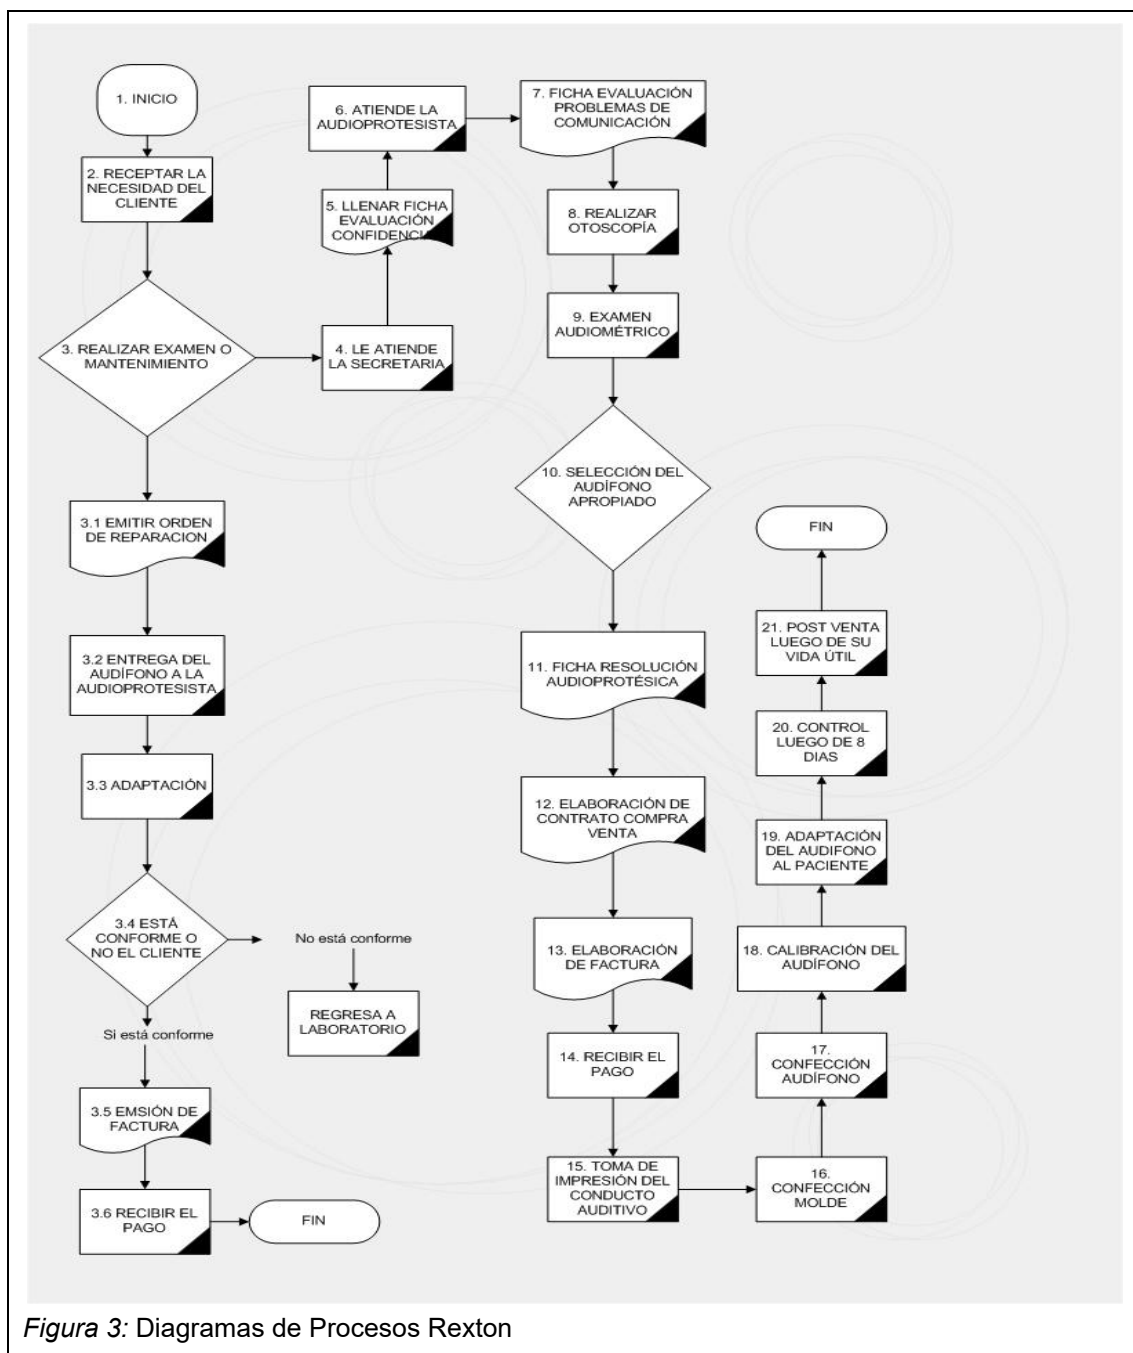 1. INICIO
2. RECEPTAR LA
NECESIDAD DEL
CLIENTE
3. REALIZAR EXAMEN O
MANTENIMIENTO
3.1 EMITIR ORDEN
DE REPARACION
3.2 ENTREGA DEL
AUDÍFONO A LA
AUDIOPROTESISTA
3.3 ADAPTACIÓN
3.4 ESTÁ
CONFORME O
NO EL CLIENTE
No está conforme
REGRESA A
LABORATORIO
Si está conforme
3.5 EMSIÓN DE
FACTURA
3.6 RECIBIR EL
PAGO
FIN
4. LE ATIENDE
LA SECRETARIA
5. LLENAR FICHA
EVALUACIÓN
CONFIDENCI
6. ATIENDE LA
AUDIOPROTESISTA
7. FICHA EVALUACIÓN
PROBLEMAS DE
COMUNICACIÓN
8. REALIZAR
OTOSCOPÍA
9. EXAMEN
AUDIOMÉTRICO
10. SELECCIÓN DEL
AUDÍFONO
APROPIADO
11. FICHA RESOLUCIÓN
AUDIOPROTÉSICA
12. ELABORACIÓN DE
CONTRATO COMPRA
VENTA
13. ELABORACIÓN
DE FACTURA
14. RECIBIR EL
PAGO
15. TOMA DE
IMPRESIÓN DEL
CONDUCTO
AUDITIVO
16.
CONFECCIÓN
MOLDE
17.
CONFECCIÓN
AUDÍFONO
18. CALIBRACIÓN DEL
AUDÍFONO
19. ADAPTACIÓN
DEL AUDIFONO
AL PACIENTE
20. CONTROL
LUEGO DE 8
DIAS
21. POST VENTA
LUEGO DE SU
VIDA ÚTIL
FIN
Figura 3: Diagramas de Procesos Rexton